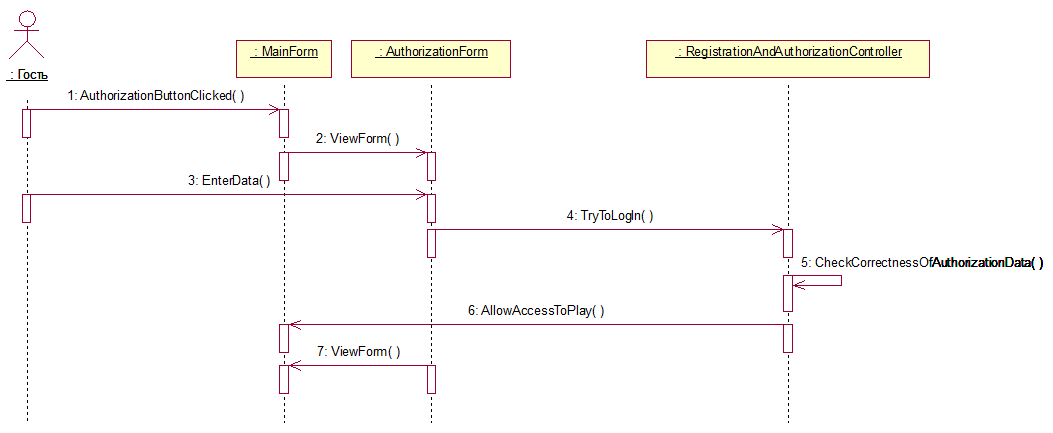 : Гость
: MainForm
: AuthorizationForm
: RegistrationAndAuthorizationController
1: AuthorizationButtonClicked( )
2: ViewForm( )
3: EnterData( )
4: TryToLogIn( )
5: CheckCorrectnessOfAuthorizationData( )
6: AllowAccessToPlay( )
7: ViewForm( )